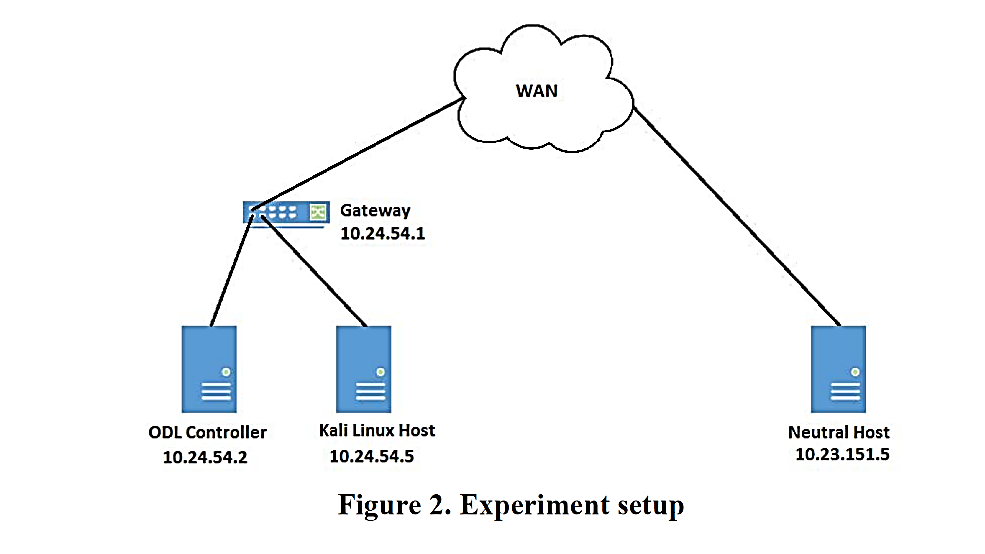 WAN
Gateway
10.24.54.1
ODL Controller
10.24.54.2
Kali Linux Host
10.24.54.5
Neutral Host
10.23.151.5
Figure 2. Experiment setup